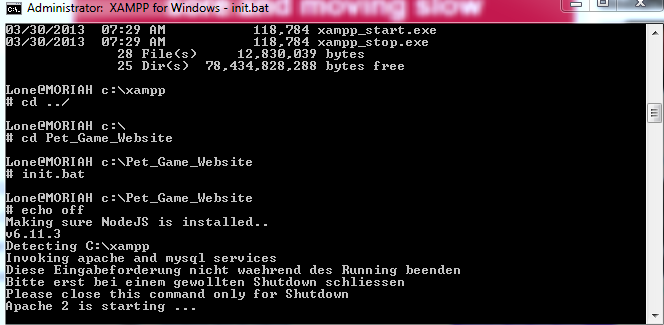 moving slow
Administrator: XAMPP for Windows - init.bat
03/30/2013  07:29 AM           118,784 xampp_start.exe
03/30/2013  07:29 AM           118,784 xampp_stop.exe
28 File(s)     12,830,039 bytes
25 Dir(s)  78,434,828,288 bytes free
Lone@MORIAH c:\xampp
# cd ../
Lone@MORIAH c:\
# cd Pet_Game_Website
Lone@MORIAH c:\Pet_Game_Website
# init.bat
Lone@MORIAH c:\Pet_Game_Website
# echo off
Making sure NodeJS is installed..
v6.11.3
Detecting C:\xampp
Invoking apache and mysql services
Diese Eingabeforderung nicht waehrend des Running beenden
Bitte erst bei einem gewollten Shutdown schliessen
Please close this command only for Shutdown
Apache 2 is starting ...